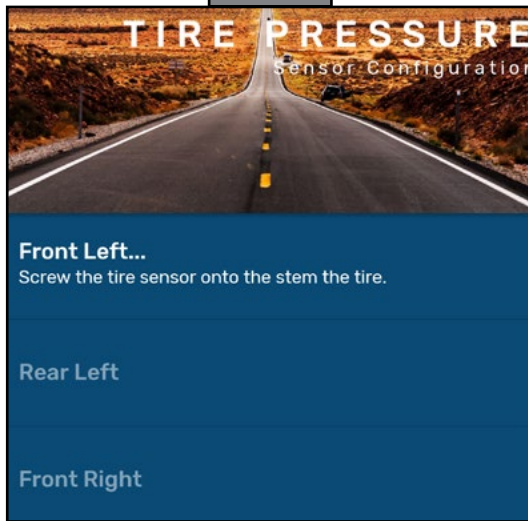 TIRE PRESSURE
Sensor Configuration
Front Left...
Screw the tire sensor onto the stem the tire.
Rear Left
Front Right